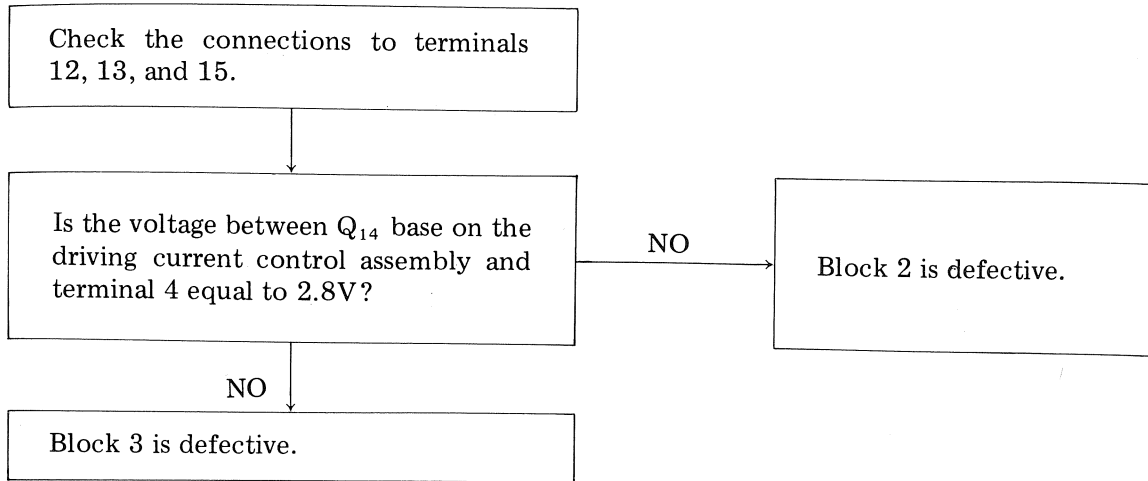 Check the connections to terminals
12, 13, and 15.
Is the voltage between Q14 base on the
driving current control assembly and
terminal 4 equal to 2.8V?
NO
Block 2 is defective.
NO
Block 3 is defective.